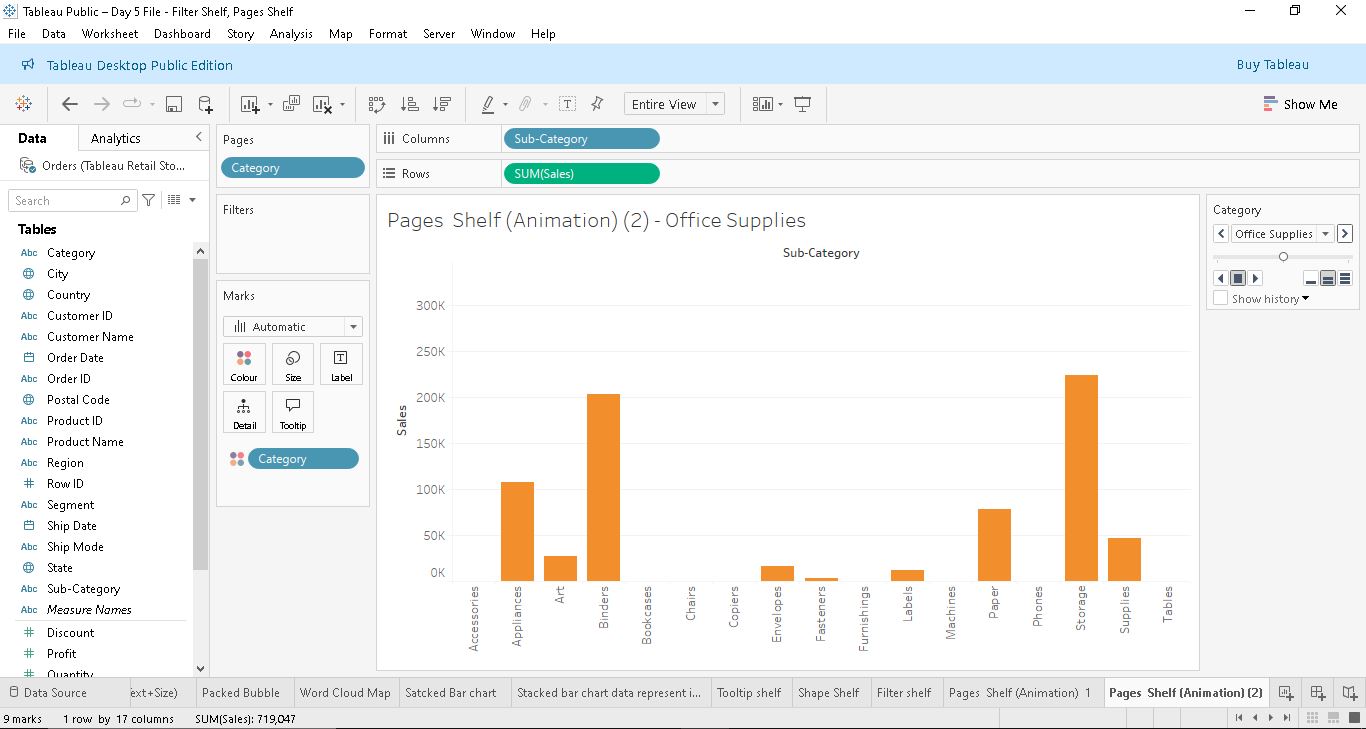 Tableau Public – Day 5 File - Filter Shelf, Pages Shelf
File Data Worksheet Dashboard Story Analysis Map Format Server Window Help
Tableau Desktop Public Edition
Buy Tableau
Entire View
Show Me
Data
Analytics
Orders (Tableau Retail Sto...
Search
Tables
Abc Category
City
Country
Abc Customer ID
Abc Customer Name
Order Date
Abc Order ID
Postal Code
Abc Product ID
Abc Product Name
Abc Region
# Row ID
Abc Segment
Ship Date
Abc Ship Mode
State
Abc Sub-Category
Abc Measure Names
# Discount
# Profit
# Quantity
Pages
Category
Filters
Marks
Automatic
Colour Size Label
Detail Tooltip
Category
Columns Sub-Category
Rows SUM(Sales)
Pages Shelf (Animation) (2) - Office Supplies
Sub-Category
Sales
300K
250K
200K
150K
100K
50K
0K
Accessories
Appliances
Art
Binders
Bookcases
Chairs
Copiers
Envelopes
Fasteners
Furnishings
Labels
Machines
Paper
Phones
Storage
Supplies
Tables
Category
Office Supplies
Show history
Data Source ext+Size) Packed Bubble Word Cloud Map Satcked Bar chart Stacked bar chart data represent i... Tooltip shelf Shape Shelf Filter shelf Pages Shelf (Animation) 1 Pages Shelf (Animation) (2)
9 marks 1 row by 17 columns SUM(Sales): 719,047